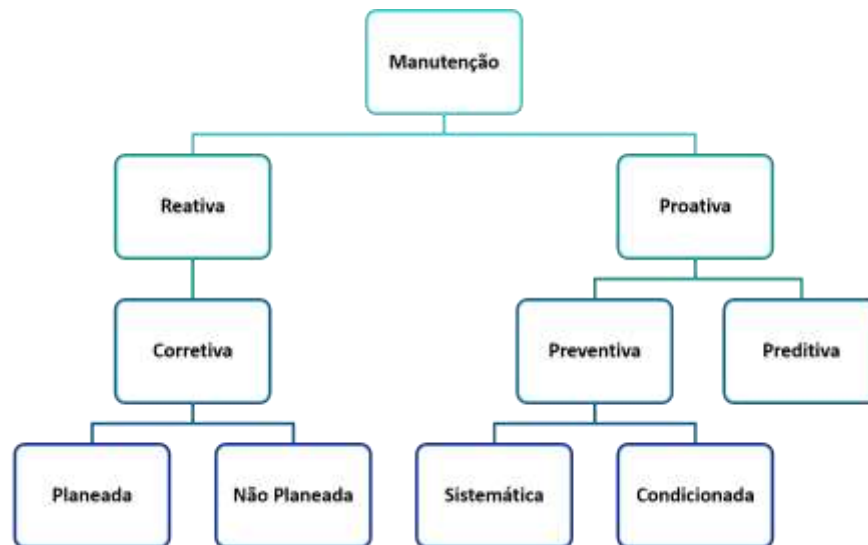 Manutenção
Reativa
Proativa
Corretiva
Preventiva
Preditiva
Planeada
Não Planeada
Sistemática
Condicionada